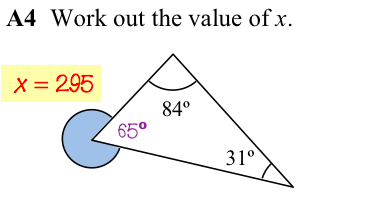 A4 Work out the value of x.
x = 295
84º
65º
31º